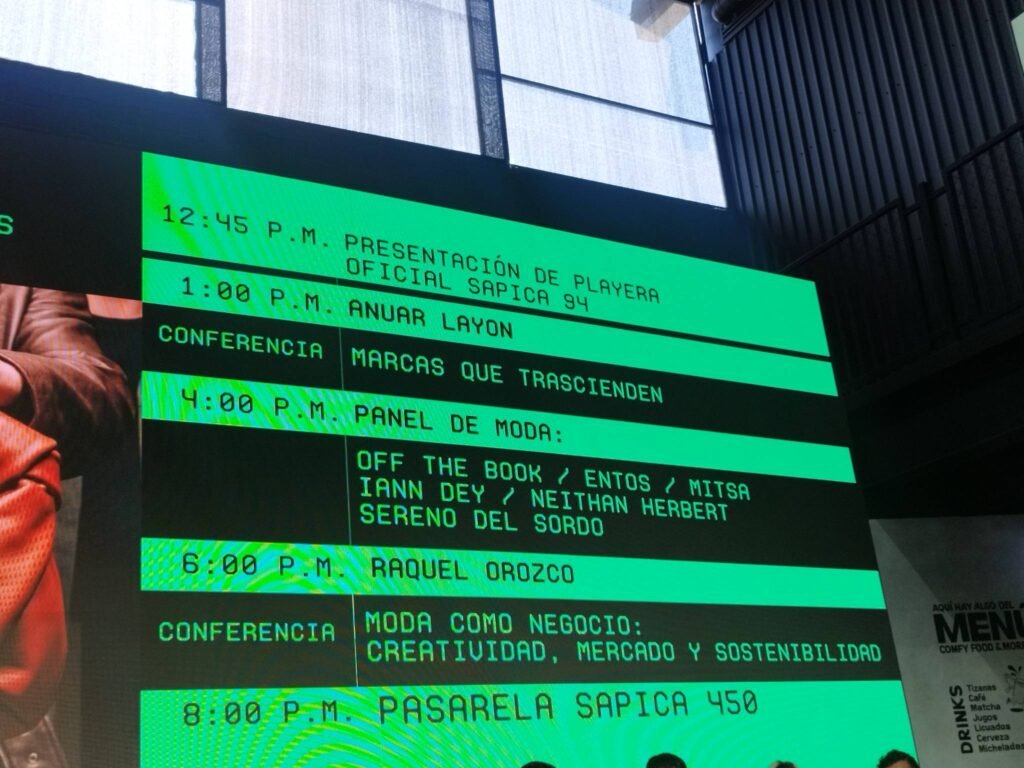 S
12:45 P.M. PRESENTACIÓN DE PLAYERA
OFICIAL SAPICA 94
1:00 P.M. ANUAR LAYON
CONFERENCIA MARCAS QUE TRASCIENDEN
4:00 P.M. PANEL DE MODA:
OFF THE BOOK / ENTOS / MITSA
IANN DEY / NEITHAN HERBERT
SERENO DEL SORDO
6:00 P.M. RAQUEL OROZCO
CONFERENCIA MODA COMO NEGOCIO:
CREATIVIDAD, MERCADO Y SOSTENIBILIDAD
8:00 P.M. PASARELA SAPICA 450
AQUÍ HAY ALGO DEL
MENÚ
COMFY FOOD & MORE
DRINKS
Tizanas
Café
Matcha
Jugos
Licuados
Cerveza
Micheladas